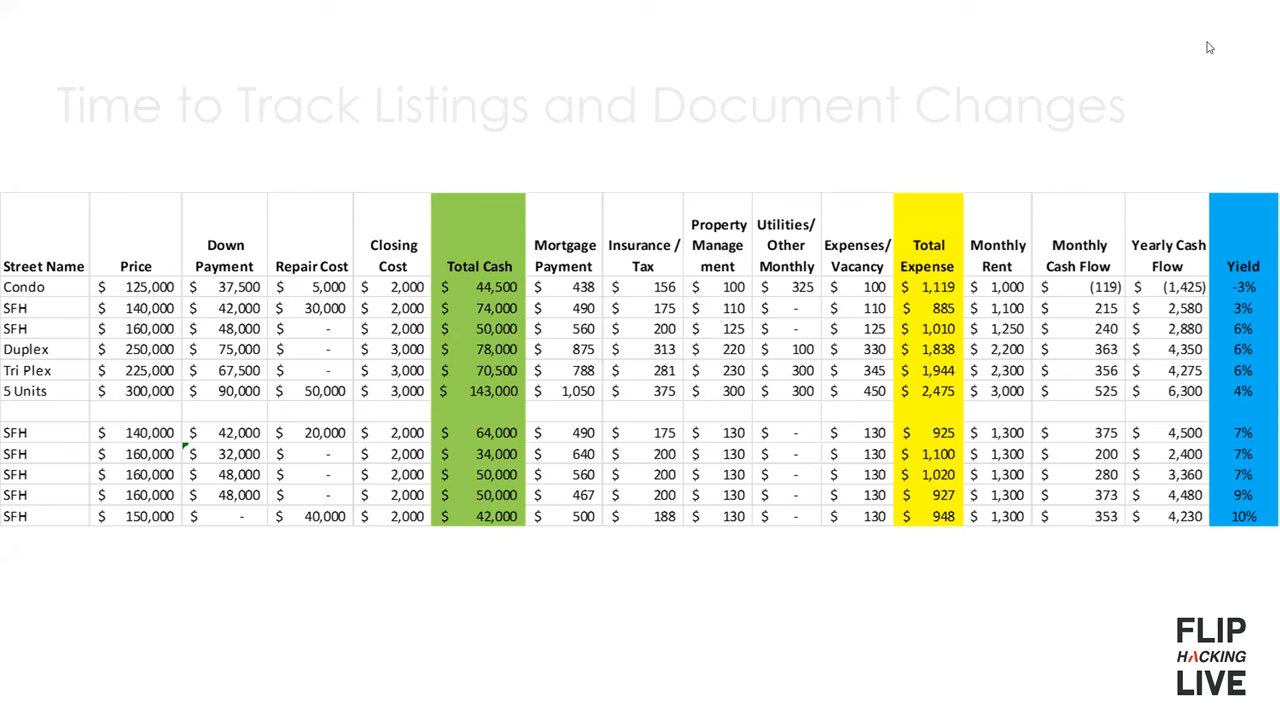 Time to Track Listings and Document Changes
Property Utilities/
Down Closing Mortgage Insurance / Manage Other Expenses/ Total Monthly Monthly Yearly Cash
Street Name Price Payment Repair Cost Cost Total Cash Payment Tax ment Monthly Vacancy Expense Rent Cash Flow Flow Yield
Condo $ 125,000 $ 37,500 $ 5,000 $ 2,000 $ 44,500 $ 438 $ 156 $ 100 $ 325 $ 100 $ 1,119 $ 1,000 $ (119) $ (1,425) -3%
SFH $ 140,000 $ 42,000 $ 30,000 $ 2,000 $ 74,000 $ 490 $ 175 $ 110 $ - $ 110 $ 885 $ 1,100 $ 215 $ 2,580 3%
SFH $ 160,000 $ 48,000 $ - $ 2,000 $ 50,000 $ 560 $ 200 $ 125 $ - $ 125 $ 1,010 $ 1,250 $ 240 $ 2,880 6%
Duplex $ 250,000 $ 75,000 $ - $ 3,000 $ 78,000 $ 875 $ 313 $ 220 $ 100 $ 330 $ 1,838 $ 2,200 $ 363 $ 4,350 6%
Tri Plex $ 225,000 $ 67,500 $ - $ 3,000 $ 70,500 $ 788 $ 281 $ 230 $ 300 $ 345 $ 1,944 $ 2,300 $ 356 $ 4,275 6%
5 Units $ 300,000 $ 90,000 $ 50,000 $ 3,000 $ 143,000 $ 1,050 $ 375 $ 300 $ 300 $ 450 $ 2,475 $ 3,000 $ 525 $ 6,300 4%
SFH $ 140,000 $ 42,000 $ 20,000 $ 2,000 $ 64,000 $ 490 $ 175 $ 130 $ - $ 130 $ 925 $ 1,300 $ 375 $ 4,500 7%
SFH $ 160,000 $ 32,000 $ - $ 2,000 $ 34,000 $ 640 $ 200 $ 130 $ - $ 130 $ 1,100 $ 1,300 $ 200 $ 2,400 7%
SFH $ 160,000 $ 48,000 $ - $ 2,000 $ 50,000 $ 560 $ 200 $ 130 $ - $ 130 $ 1,020 $ 1,300 $ 280 $ 3,360 7%
SFH $ 160,000 $ 48,000 $ - $ 2,000 $ 50,000 $ 467 $ 200 $ 130 $ - $ 130 $ 927 $ 1,300 $ 373 $ 4,480 9%
SFH $ 150,000 $ - $ 40,000 $ 2,000 $ 42,000 $ 500 $ 188 $ 130 $ - $ 130 $ 948 $ 1,300 $ 353 $ 4,230 10%
FLIP
HACKING
LIVE